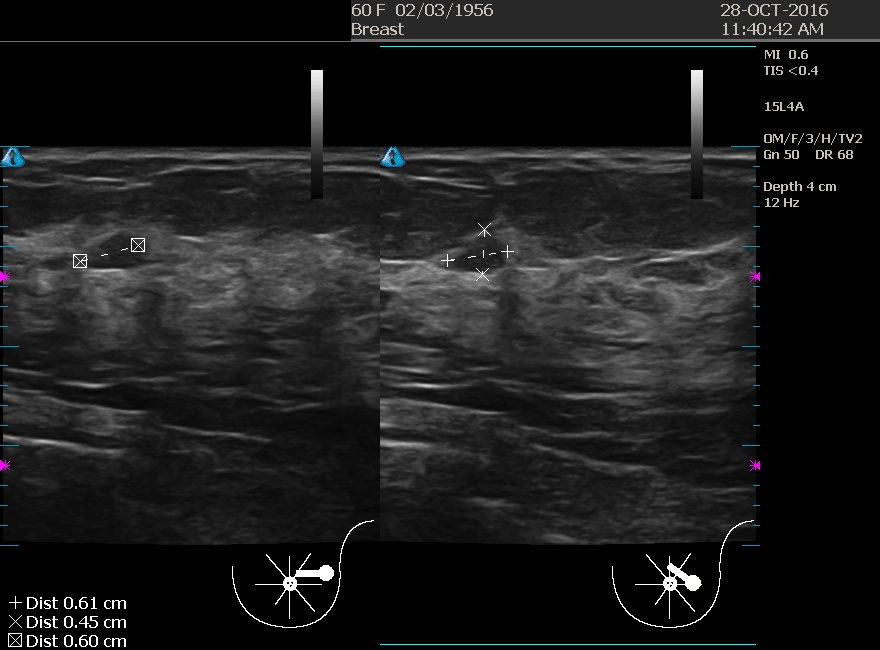 60 F 02/03/1956 28-OCT-2016
Breast 11:40:42 AM
MI 0.6
TIS <0.4
15L4A
OM/F/3/H/TV2
Gn 50 DR 68
Depth 4 cm
12 Hz
Dist 0.61 cm
Dist 0.45 cm
Dist 0.60 cm